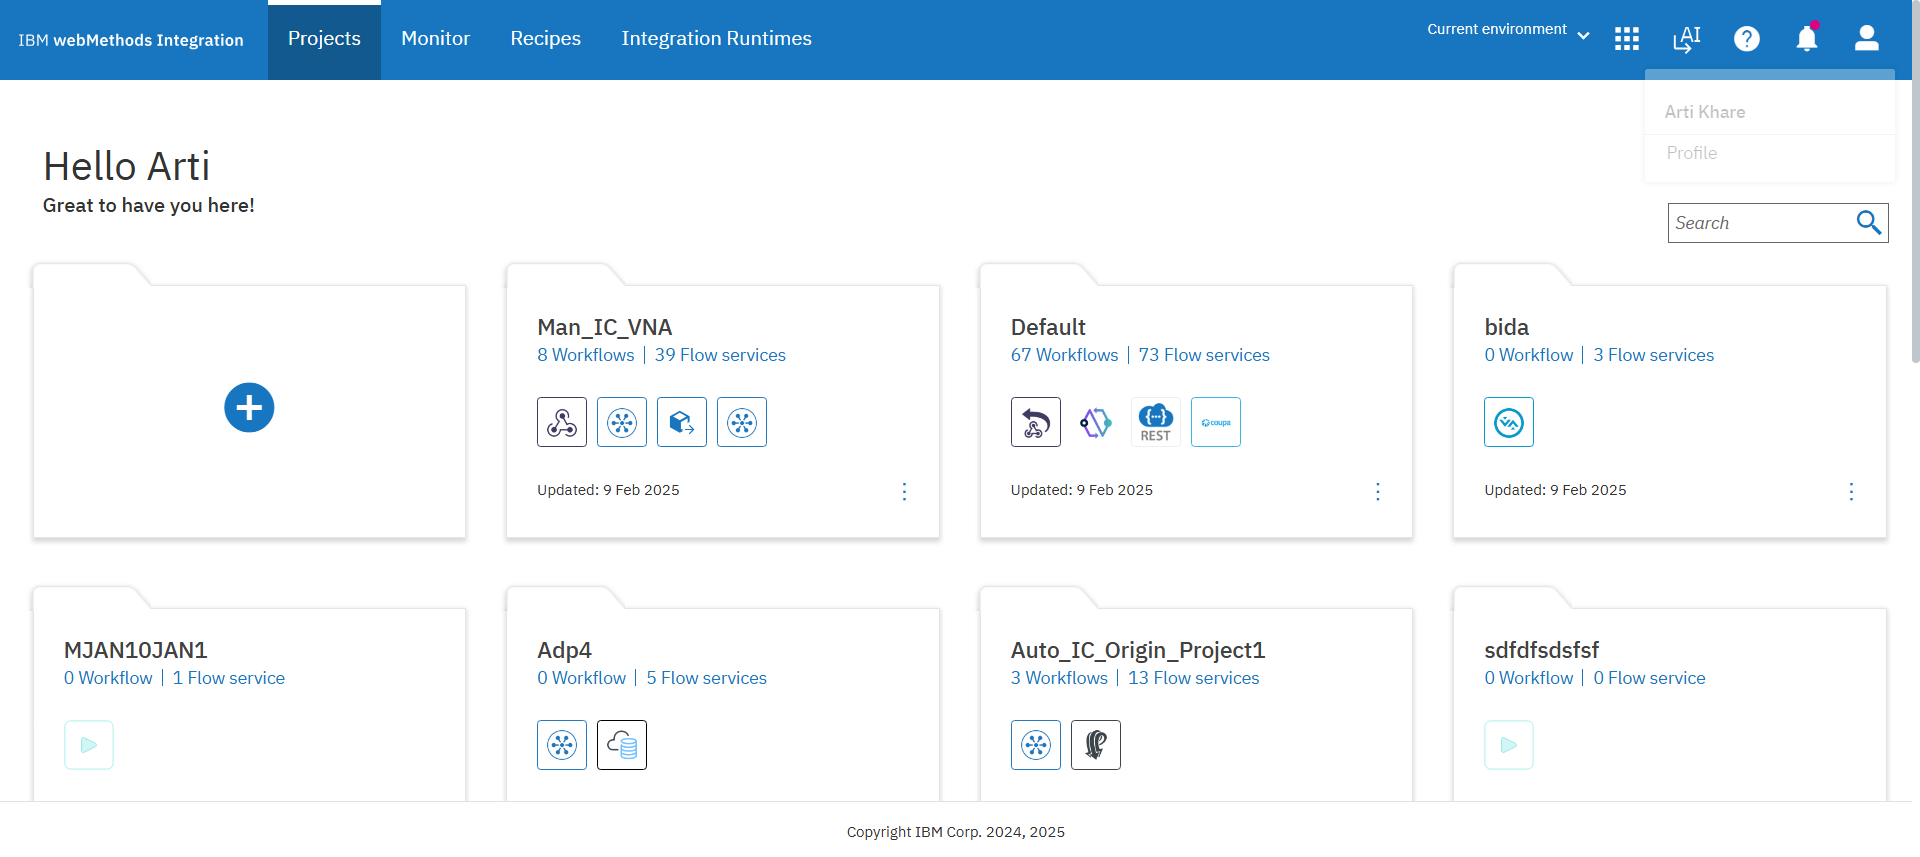 IBM webMethods Integration
Projects
Monitor
Recipes
Integration Runtimes
Current environment
AI
?
Arti Khare
Profile
Hello Arti
Great to have you here!
Search
Man_IC_VNA
8 Workflows | 39 Flow services
Updated: 9 Feb 2025
Default
67 Workflows | 73 Flow services
REST
coupa
Updated: 9 Feb 2025
bida
0 Workflow | 3 Flow services
Updated: 9 Feb 2025
MJAN10JAN1
0 Workflow | 1 Flow service
Adp4
0 Workflow | 5 Flow services
Auto_IC_Origin_Project1
3 Workflows | 13 Flow services
sdfdfsdsfsf
0 Workflow | 0 Flow service
Copyright IBM Corp. 2024, 2025